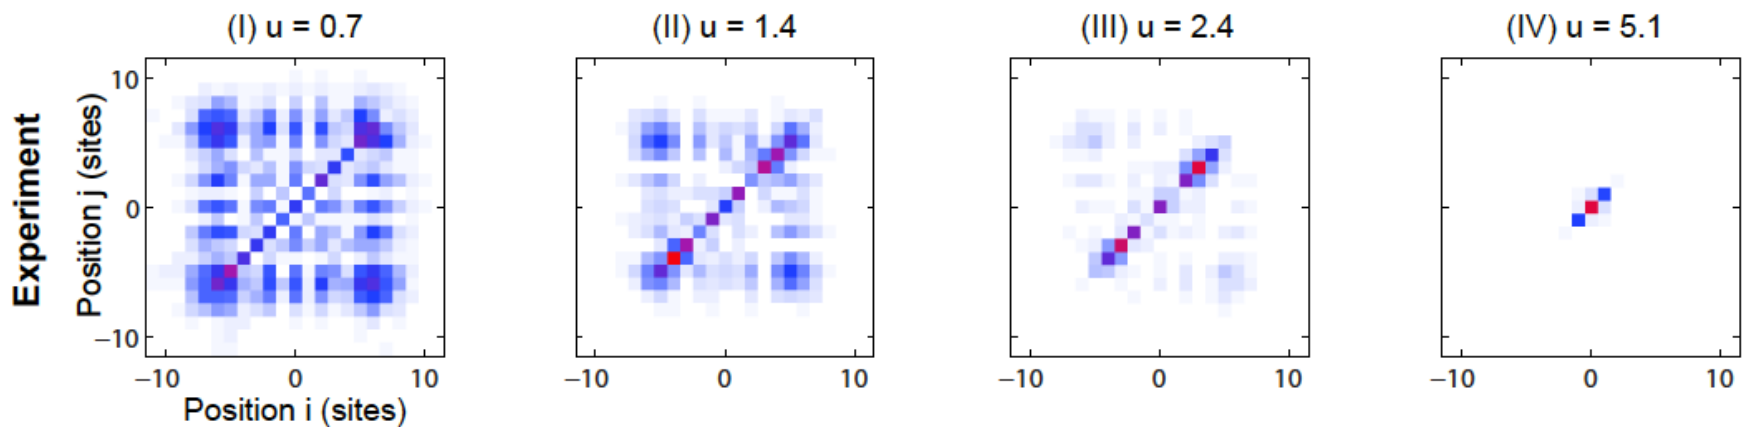 (I) u = 0.7
(II) u = 1.4
(III) u = 2.4
(IV) u = 5.1
Experiment
Position j (sites)
10
0
−10
−10 0 10
−10 0 10
−10 0 10
−10 0 10
Position i (sites)